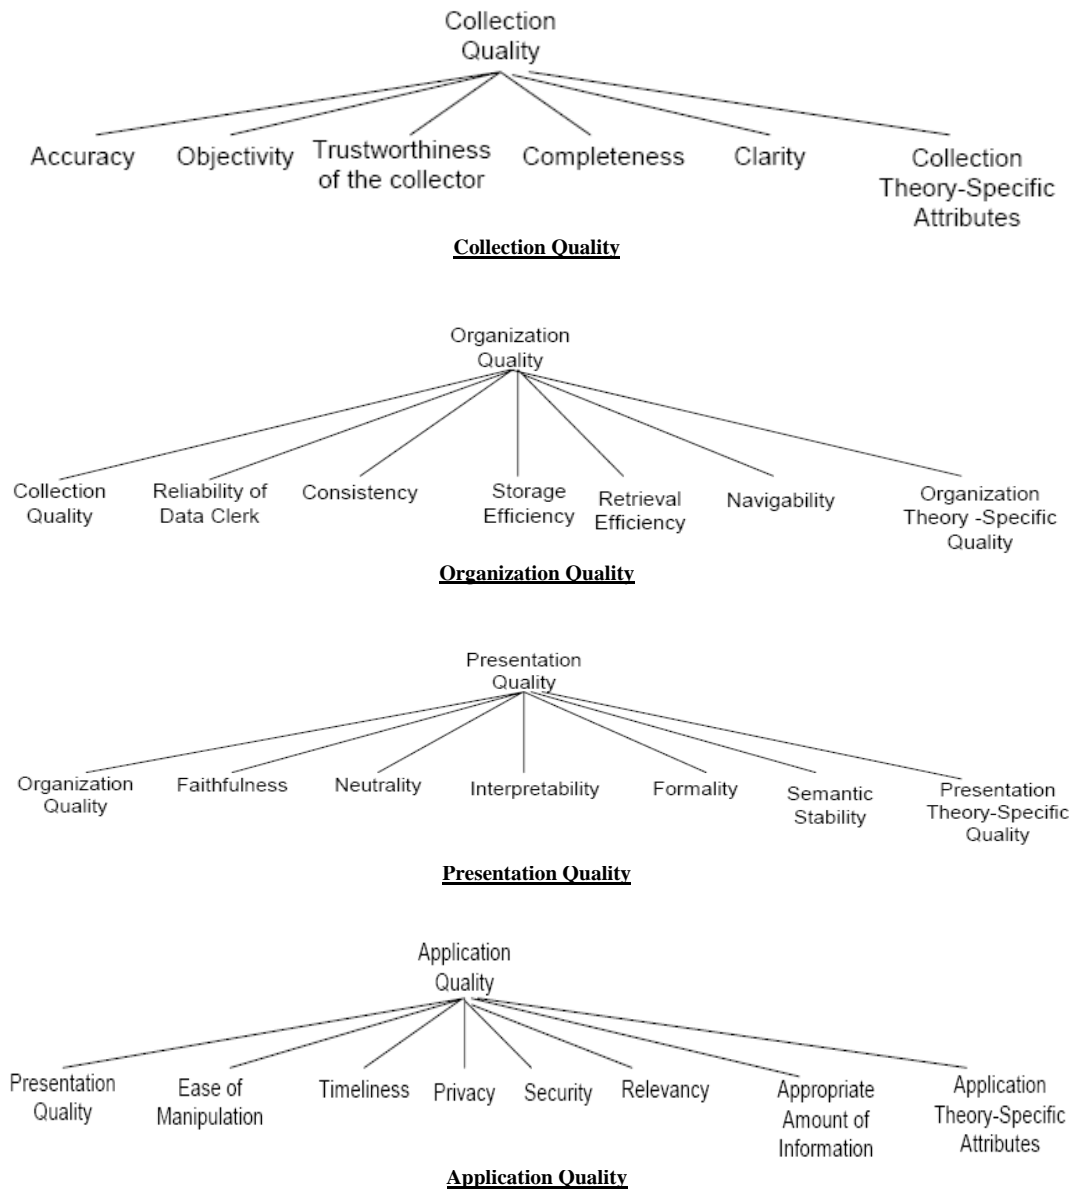 Collection
Quality
Accuracy
Objectivity
Trustworthiness
of the collector
Completeness
Clarity
Collection
Theory-Specific
Attributes
Collection Quality
Organization
Quality
Collection
Quality
Reliability of
Data Clerk
Consistency
Storage
Efficiency
Retrieval
Efficiency
Navigability
Organization
Theory -Specific
Quality
Organization Quality
Presentation
Quality
Organization
Quality
Faithfulness
Neutrality
Interpretability
Formality
Semantic
Stability
Presentation
Theory-Specific
Quality
Presentation Quality
Application
Quality
Presentation
Quality
Ease of
Manipulation
Timeliness
Privacy
Security
Relevancy
Appropriate
Amount of
Information
Application
Theory-Specific
Attributes
Application Quality